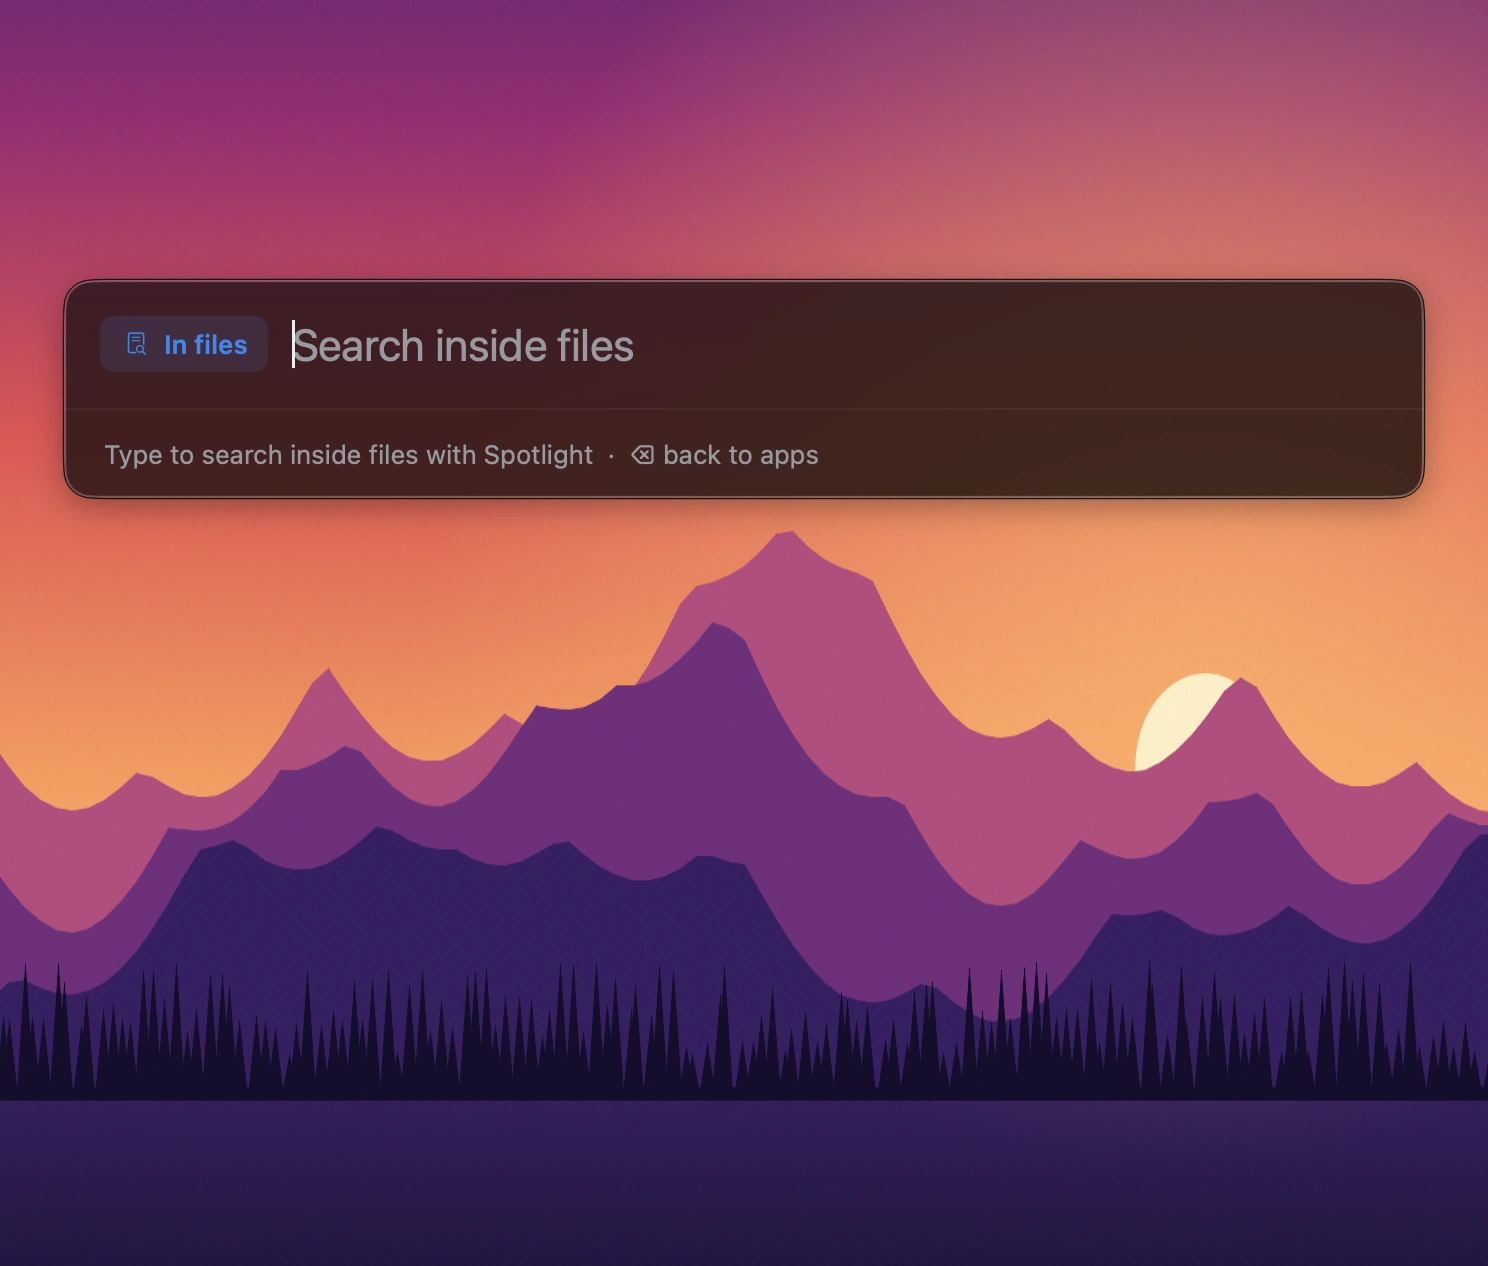 In files Search inside files
Type to search inside files with Spotlight · ⌫ back to apps